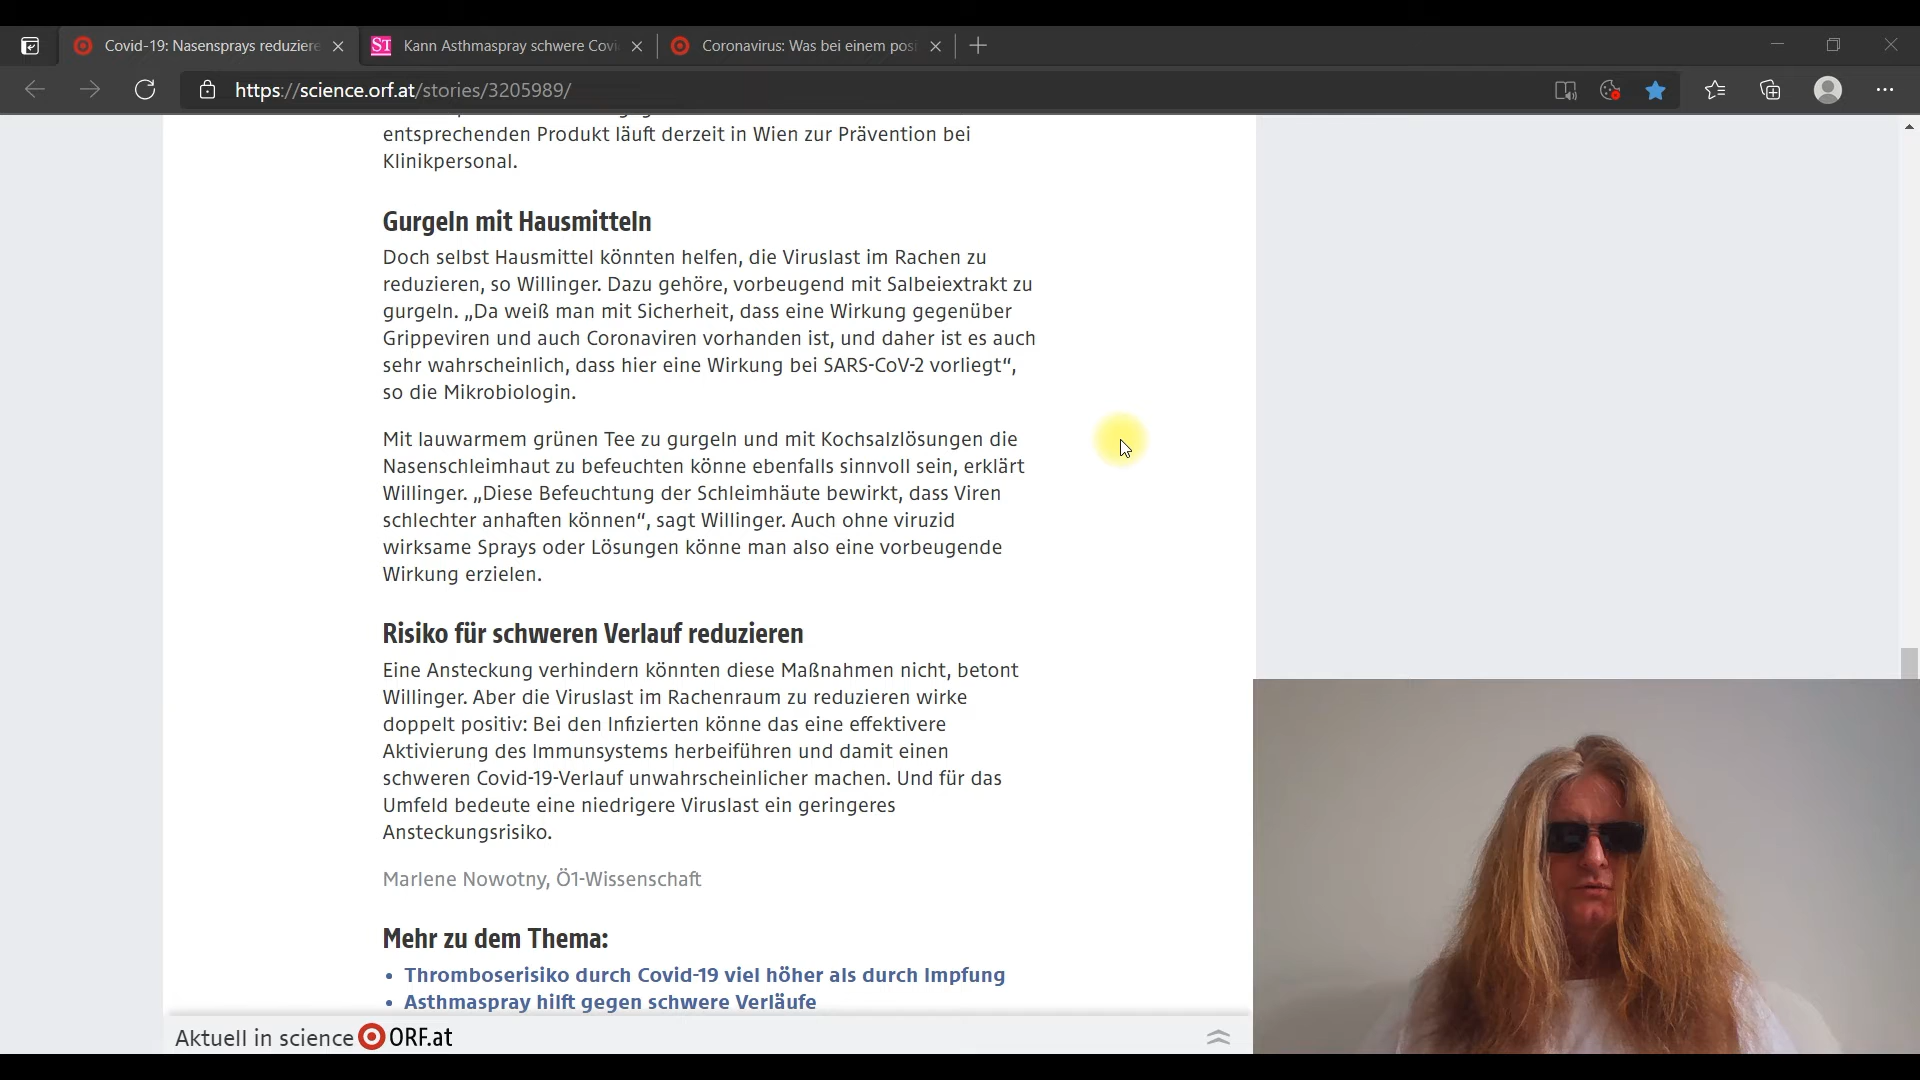 Covid-19: Nasensprays reduziere
Kann Asthmaspray schwere Covi
Coronavirus: Was bei einem posi
https://science.orf.at/stories/3205989/
entsprechenden Produkt läuft derzeit in Wien zur Prävention bei
Klinikpersonal.
Gurgeln mit Hausmitteln
Doch selbst Hausmittel könnten helfen, die Viruslast im Rachen zu
reduzieren, so Willinger. Dazu gehöre, vorbeugend mit Salbeiextrakt zu
gurgeln. „Da weiß man mit Sicherheit, dass eine Wirkung gegenüber
Grippeviren und auch Coronaviren vorhanden ist, und daher ist es auch
sehr wahrscheinlich, dass hier eine Wirkung bei SARS-CoV-2 vorliegt“,
so die Mikrobiologin.
Mit lauwarmem grünen Tee zu gurgeln und mit Kochsalzlösungen die
Nasenschleimhaut zu befeuchten könne ebenfalls sinnvoll sein, erklärt
Willinger. „Diese Befeuchtung der Schleimhäute bewirkt, dass Viren
schlechter anhaften können“, sagt Willinger. Auch ohne viruzid
wirksame Sprays oder Lösungen könne man also eine vorbeugende
Wirkung erzielen.
Risiko für schweren Verlauf reduzieren
Eine Ansteckung verhindern könnten diese Maßnahmen nicht, betont
Willinger. Aber die Viruslast im Rachenraum zu reduzieren wirke
doppelt positiv: Bei den Infizierten könne das eine effektivere
Aktivierung des Immunsystems herbeiführen und damit einen
schweren Covid-19-Verlauf unwahrscheinlicher machen. Und für das
Umfeld bedeute eine niedrigere Viruslast ein geringeres
Ansteckungsrisiko.
Marlene Nowotny, Ö1-Wissenschaft
Mehr zu dem Thema:
• Thromboserisiko durch Covid-19 viel höher als durch Impfung
• Asthmaspray hilft gegen schwere Verläufe
Aktuell in science ORF.at